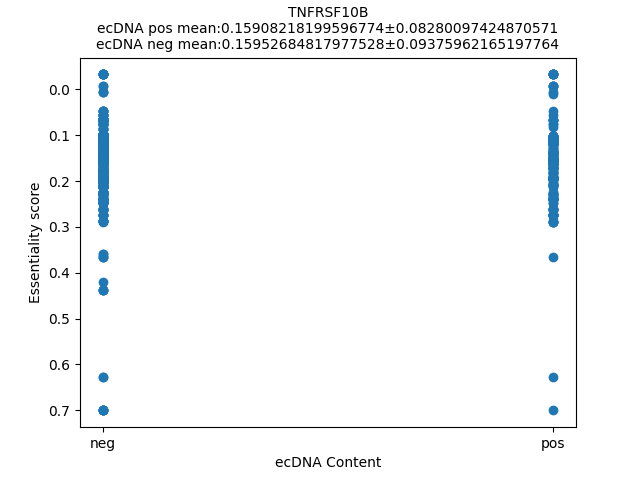 TNFRSF10B
ecDNA pos mean:0.15908218199596774±0.08280097424870571
ecDNA neg mean:0.15952684817977528±0.09375962165197764
0.0
0.1
0.2
0.3
0.4
0.5
0.6
0.7
Essentiality score
neg
pos
ecDNA Content